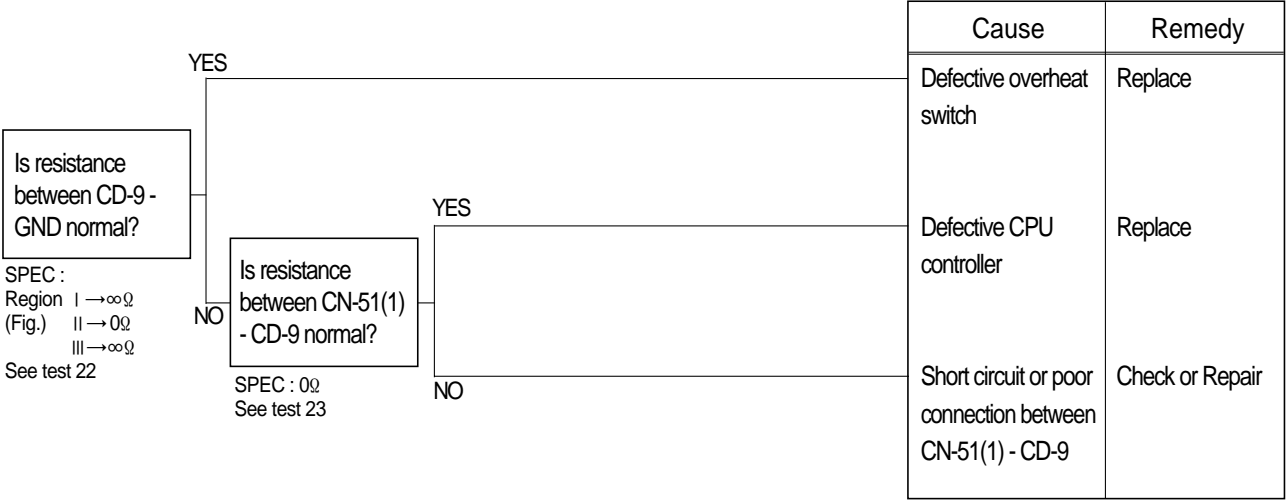 Cause Remedy
YES
Defective overheat Replace
switch
Is resistance
between CD-9 -
GND normal?
SPEC :
Region Ⅰ→∞Ω
(Fig.) Ⅱ→0Ω
Ⅲ→∞Ω
See test 22
NO
Is resistance
between CN-51(1)
- CD-9 normal?
SPEC : 0Ω
See test 23
YES
Defective CPU Replace
controller
NO
Short circuit or poor Check or Repair
connection between
CN-51(1) - CD-9